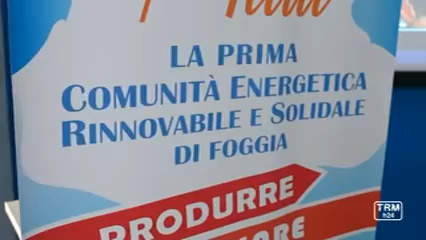 LA PRIMA
COMUNITÀ ENERGETICA
RINNOVABILE E SOLIDALE
DI FOGGIA
PRODURRE
TRM
h24